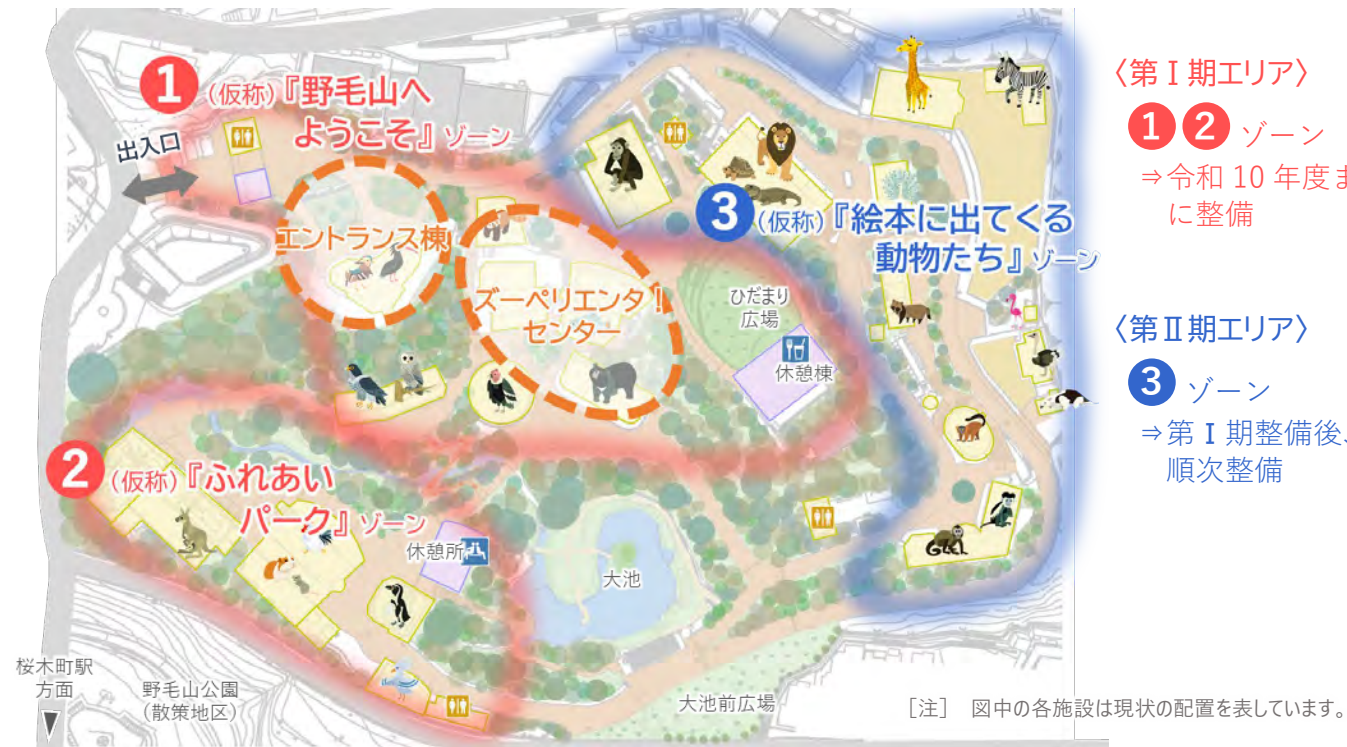 1 (仮称)『野毛山へ
ようこそ』ゾーン
出入口
エントランス棟
ズーペリエンタ!
センター
3 (仮称)『絵本に出てくる
動物たち』ゾーン
ひだまり
広場
休憩棟
2 (仮称)『ふれあい
パーク』ゾーン
休憩所
大池
桜木町駅
方面
野毛山公園
(散策地区)
大池前広場
〈第Ⅰ期エリア〉
1 2 ゾーン
⇒令和 10 年度ま
に整備
〈第Ⅱ期エリア〉
3 ゾーン
⇒第Ⅰ期整備後、
順次整備
[注] 図中の各施設は現状の配置を表しています。